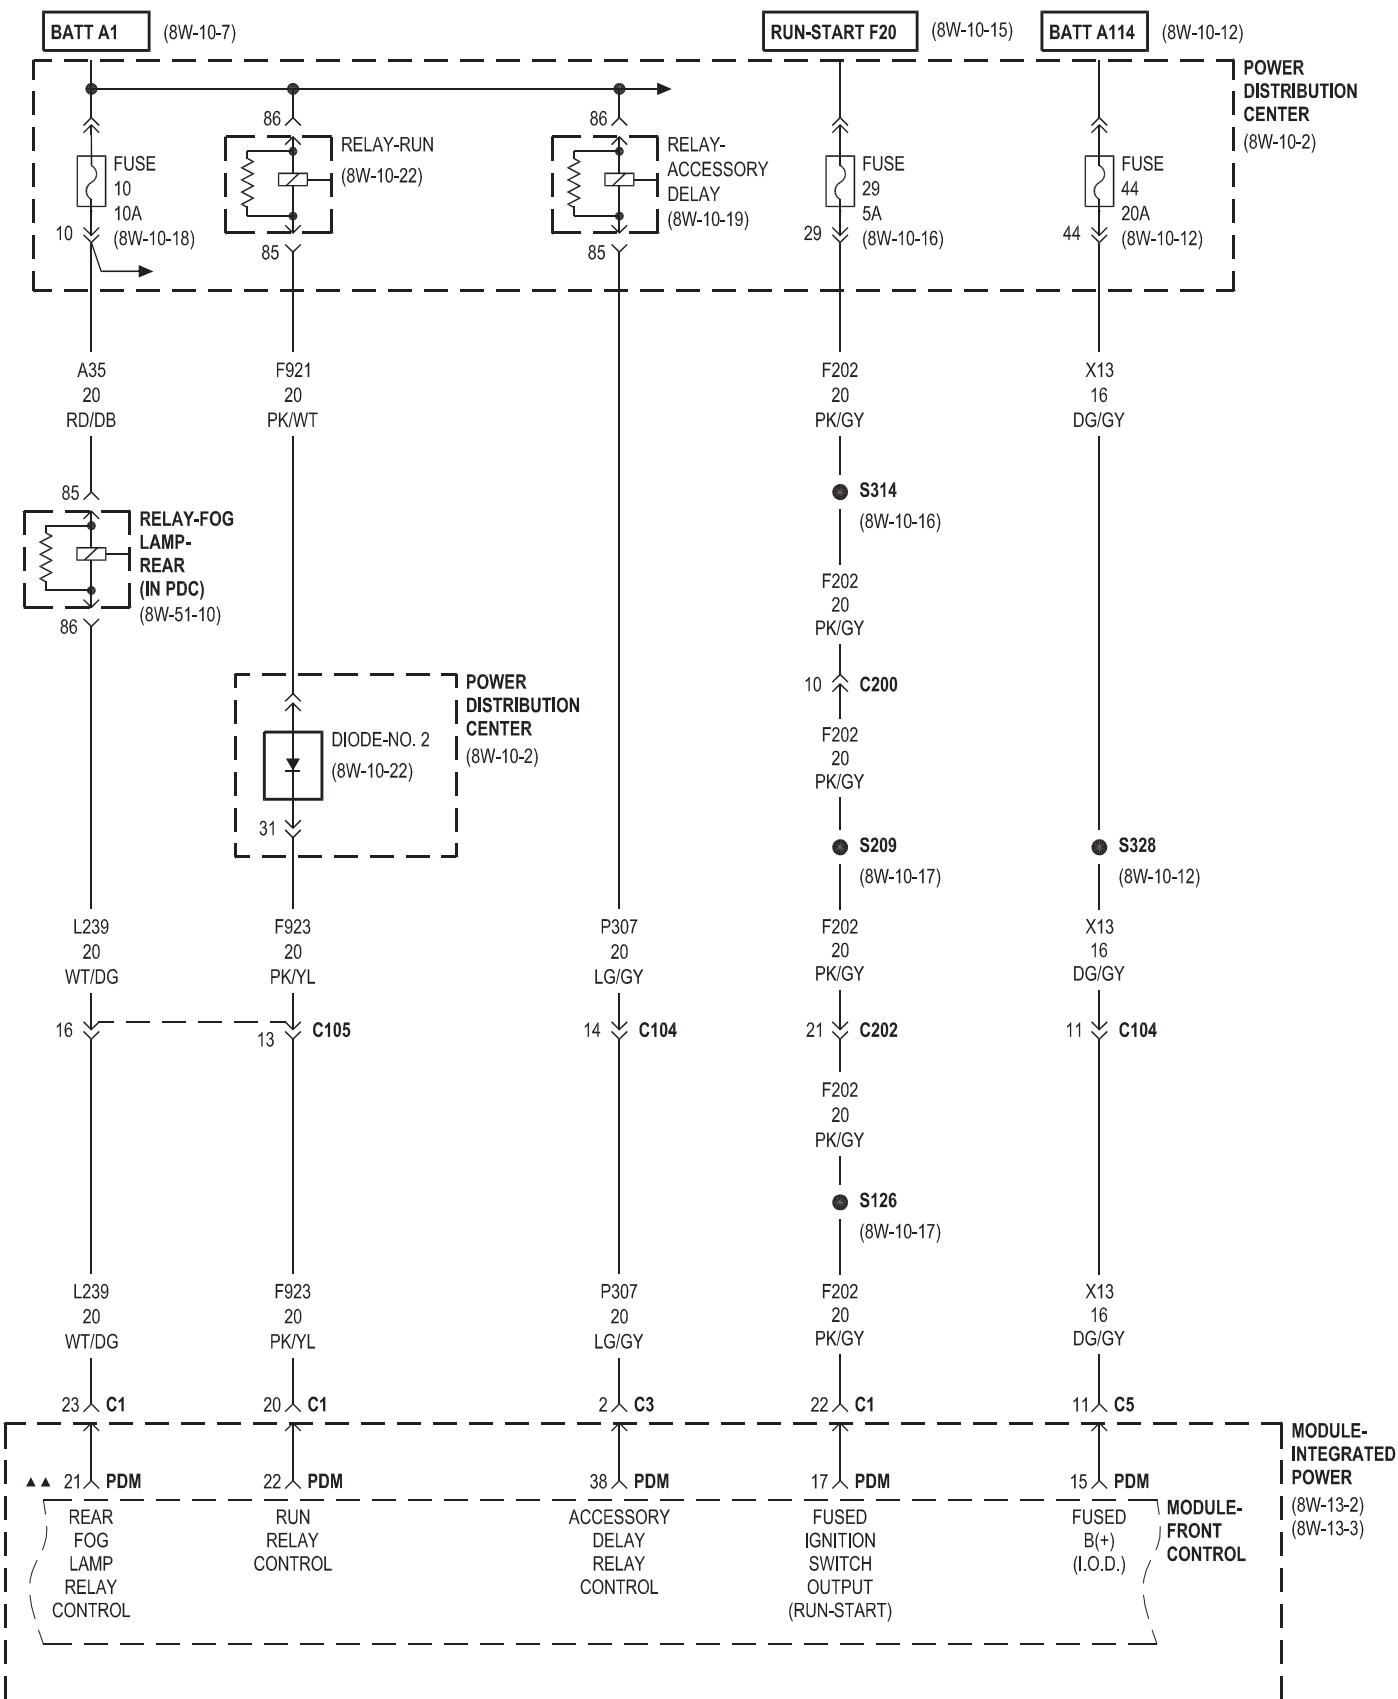 BATT A1 (8W-10-7)
RUN-START F20 (8W-10-15)
BATT A114 (8W-10-12)
POWER
DISTRIBUTION
CENTER
(8W-10-2)
FUSE
10
10A
(8W-10-18)
10
86
RELAY-RUN
(8W-10-22)
85
86
RELAY-
ACCESSORY
DELAY
(8W-10-19)
85
FUSE
29
5A
(8W-10-16)
29
FUSE
44
20A
(8W-10-12)
44
A35
20
RD/DB
F921
20
PK/WT
F202
20
PK/GY
X13
16
DG/GY
85
RELAY-FOG
LAMP-
REAR
(IN PDC)
(8W-51-10)
86
S314
(8W-10-16)
F202
20
PK/GY
10 C200
F202
20
PK/GY
POWER
DISTRIBUTION
CENTER
(8W-10-2)
DIODE-NO. 2
(8W-10-22)
31
S209
(8W-10-17)
S328
(8W-10-12)
L239
20
WT/DG
F923
20
PK/YL
P307
20
LG/GY
F202
20
PK/GY
X13
16
DG/GY
16
13 C105
14 C104
21 C202
11 C104
F202
20
PK/GY
S126
(8W-10-17)
L239
20
WT/DG
F923
20
PK/YL
P307
20
LG/GY
F202
20
PK/GY
X13
16
DG/GY
23 C1
20 C1
2 C3
22 C1
11 C5
MODULE-
INTEGRATED
POWER
(8W-13-2)
(8W-13-3)
▲▲ 21 PDM
22 PDM
38 PDM
17 PDM
15 PDM
REAR
FOG
LAMP
RELAY
CONTROL
RUN
RELAY
CONTROL
ACCESSORY
DELAY
RELAY
CONTROL
FUSED
IGNITION
SWITCH
OUTPUT
(RUN-START)
FUSED
B(+)
(I.O.D.)
MODULE-
FRONT
CONTROL